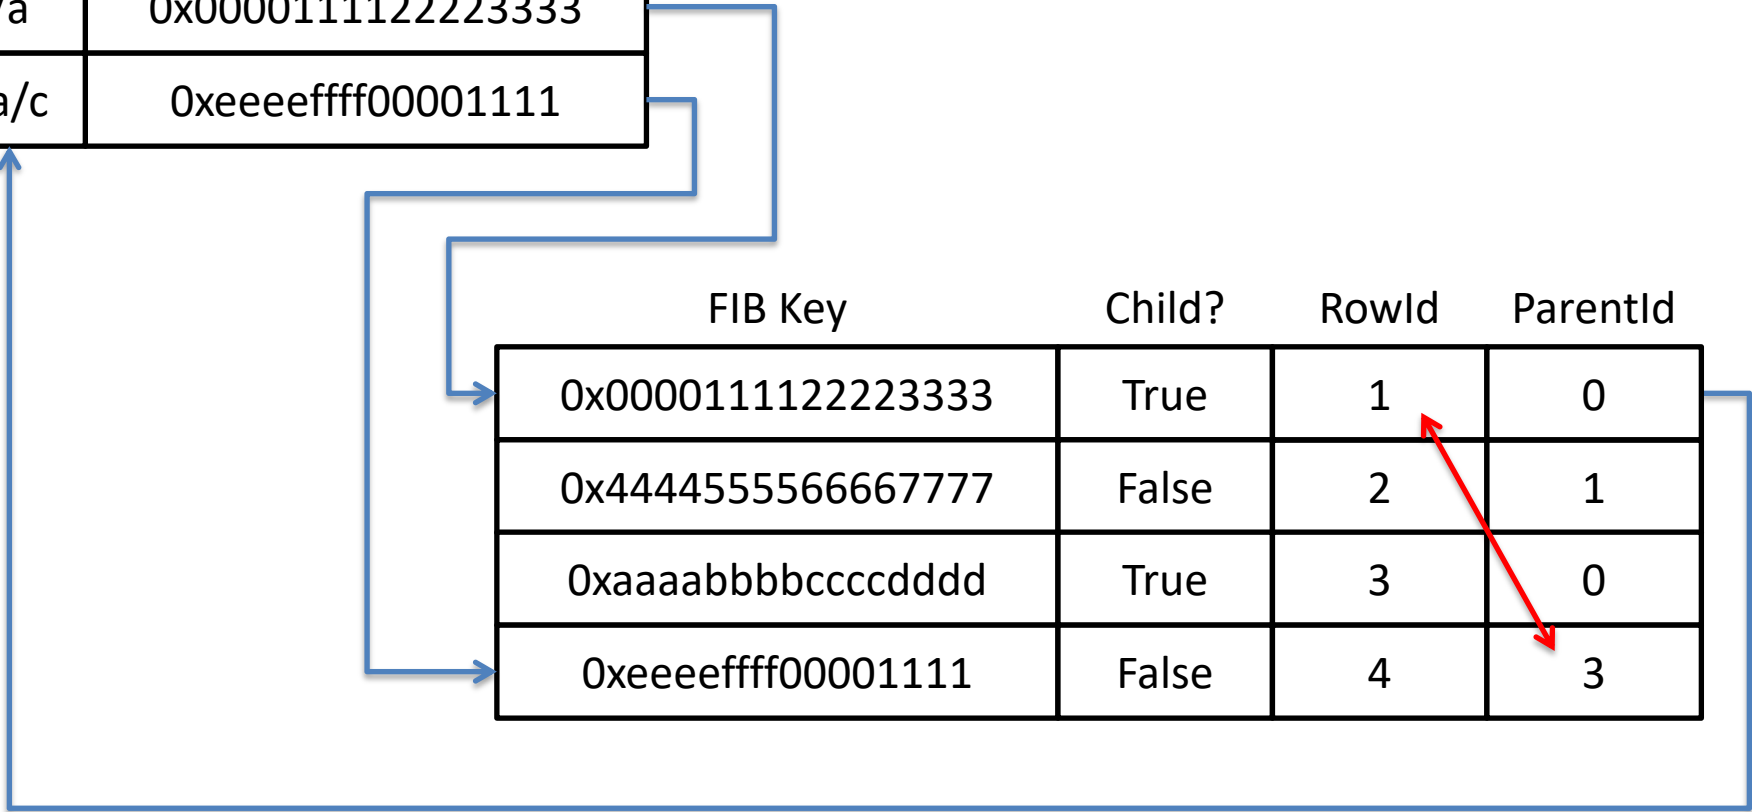 /a 0x0000111122223333
a/c 0xeeeeffff00001111
FIB Key Child? RowId ParentId
0x0000111122223333 True 1 0
0x4444555566667777 False 2 1
0xaaaabbbbccccdddd True 3 0
0xeeeeffff00001111 False 4 3